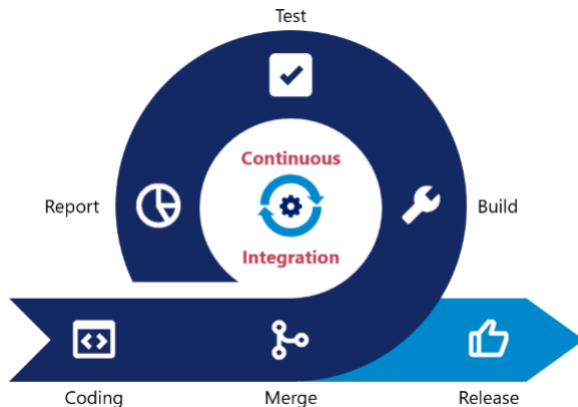 Test
Continuous
Report
Build
Integration
Coding
Merge
Release